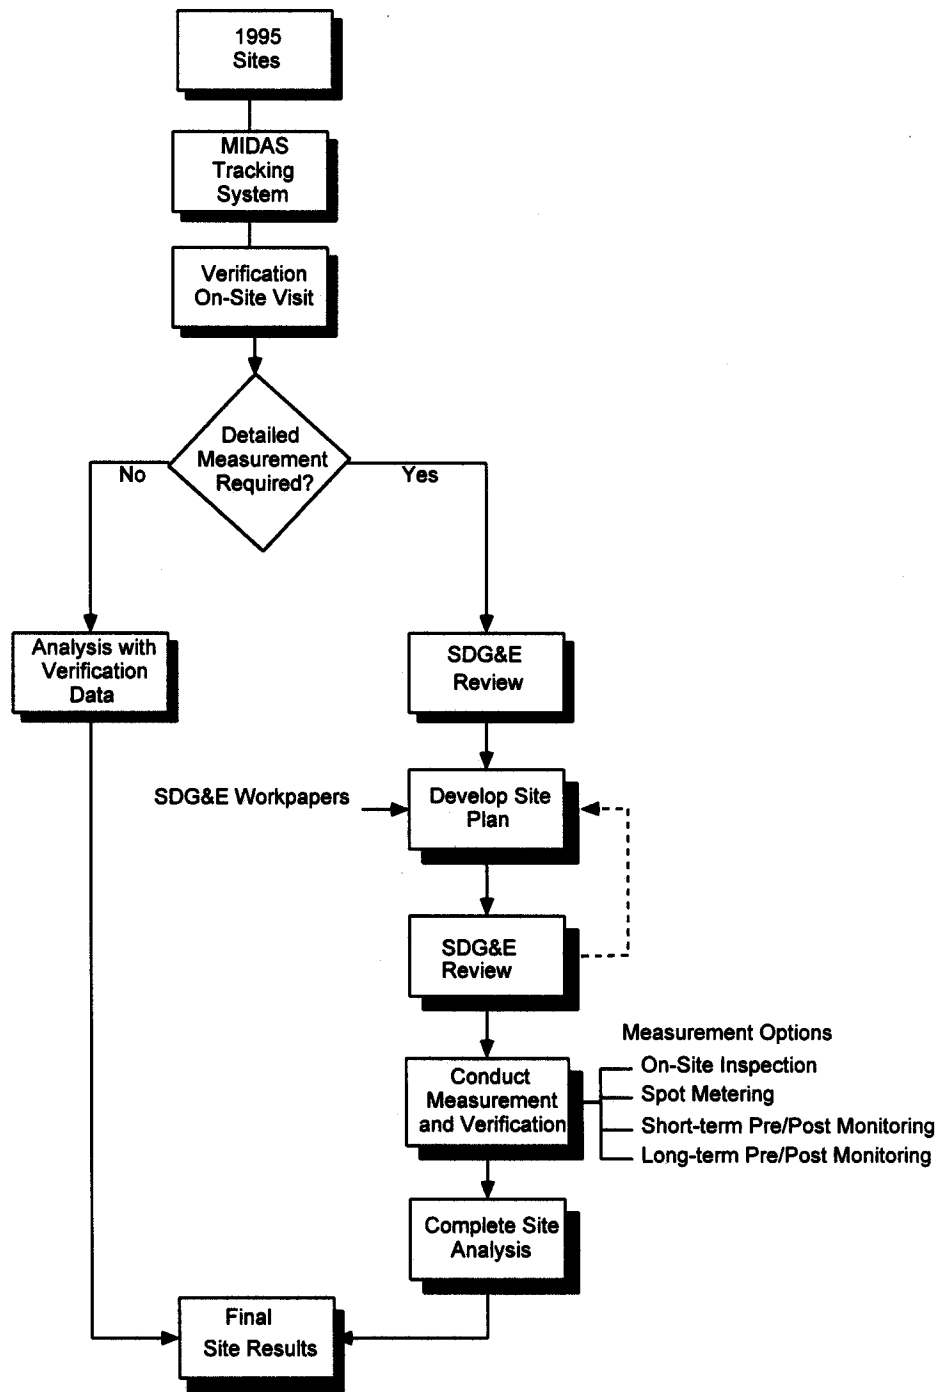 1995
Sites
MIDAS
Tracking
System
Verification
On-Site Visit
Detailed
Measurement
Required?
No
Yes
Analysis with
Verification
Data
SDG&E
Review
SDG&E Workpapers
Develop Site
Plan
SDG&E
Review
Measurement Options
Conduct
Measurement
and Verification
On-Site Inspection
Spot Metering
Short-term Pre/Post Monitoring
Long-term Pre/Post Monitoring
Complete Site
Analysis
Final
Site Results